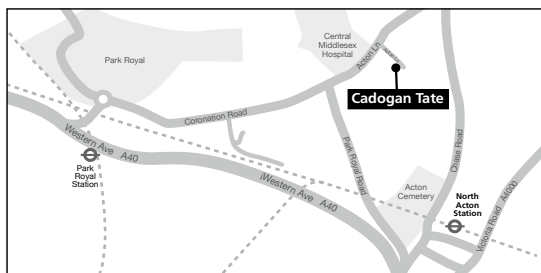 Central
Middlesex
Hospital
Acton Ln
Park Royal
Cadogan Tate
Coronation Road
Western Ave A40
Park
Royal
Station
Western Ave A40
Park Royal Road
Chase Road
Acton
Cemetery
North
Acton
Station
Victoria Road A4000